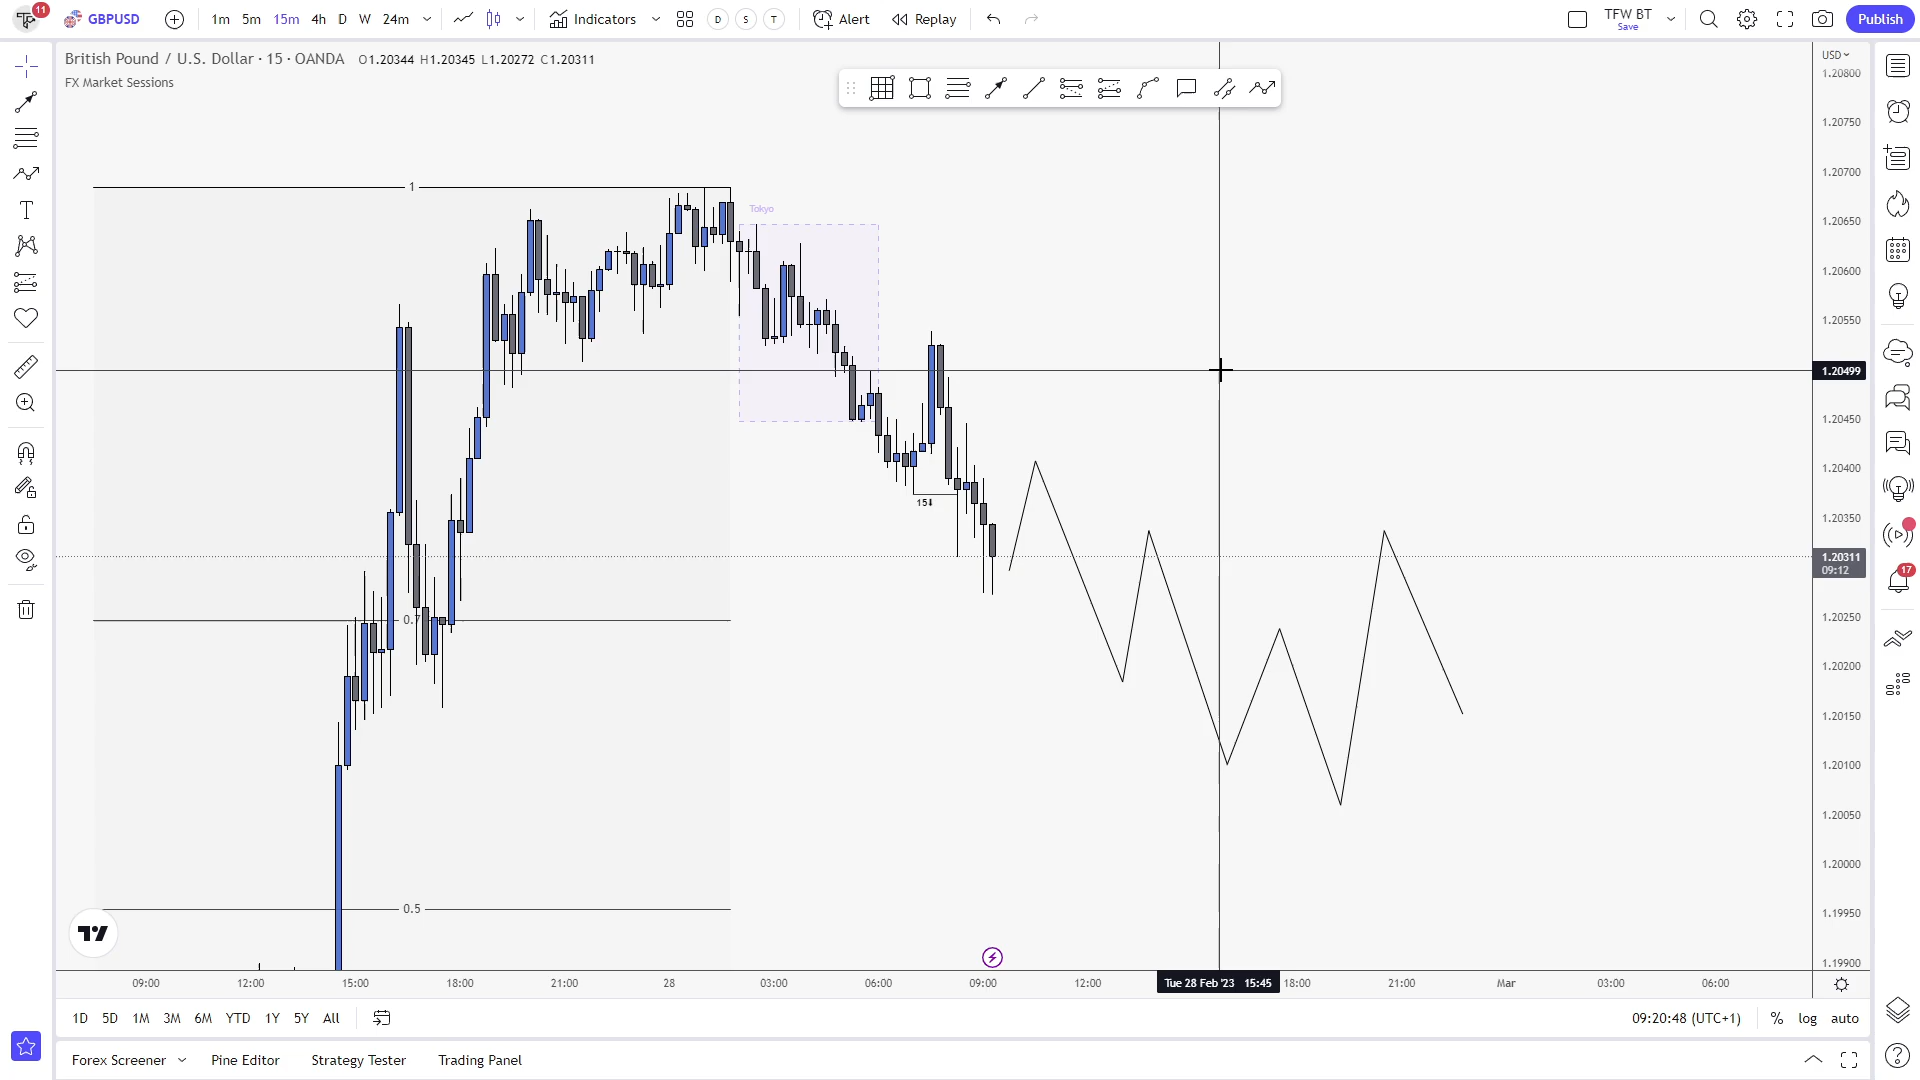 11
GBPUSD
1m 5m 15m 4h D W 24m
Indicators
D S T
Alert
Replay
TFW BT
Save
Publish
British Pound / U.S. Dollar · 15 · OANDA O1.20344 H1.20345 L1.20272 C1.20311
FX Market Sessions
USD
1.20800
1.20750
1.20700
1.20650
1.20600
1.20550
1.20499
1.20450
1.20400
1.20350
1.20311
09:12
1.20250
1.20200
1.20150
1.20100
1.20050
1.20000
1.19950
1.19900
1
Tokyo
15
0.7
0.5
17
09:00 12:00 15:00 18:00 21:00 28 03:00 06:00 09:00 12:00 Tue 28 Feb '23 15:45 18:00 21:00 Mar 03:00 06:00
1D 5D 1M 3M 6M YTD 1Y 5Y All
09:20:48 (UTC+1) % log auto
Forex Screener Pine Editor Strategy Tester Trading Panel